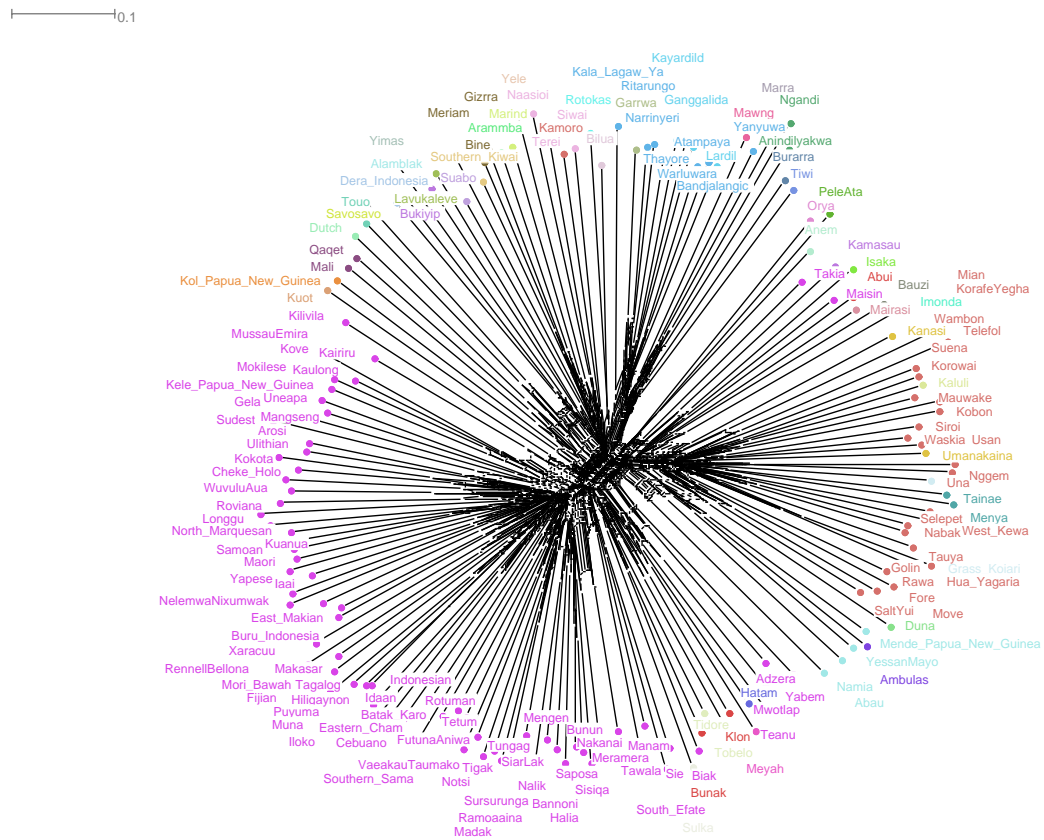 0.1
Kayardild
Kala_Lagaw_Ya
Yele
Ritarungo
Marra
Gizrra
Naasioi
Rotokas
Ganggalida
Ngandi
Garrwa
Meriam
Marind
Siwai
Narrinyeri
Mawng
Arammba
Kamoro
Yanyuwa
Yimas
Bine
Terei
Bilua
Atampaya
Anindilyakwa
Southern_Kiwai
Thayore
Lardil
Burarra
Alamblak
Suabo
Warluwara
Tiwi
Dera_Indonesia
Bandjalangic
PeleAta
Touo
Lavukaleve
Orya
Savosavo
Bukiyip
Dutch
Anem
Qaqet
Kamasau
Mali
Isaka
Kol_Papua_New_Guinea
Takia
Abui
Mian
Kuot
Maisin
Bauzi
KorafeYegha
Kilivila
Mairasi
Imonda
Wambon
MussauEmira
Kanasi
Telefol
Kove
Kairiru
Suena
Mokilese
Kaulong
Korowai
Kele_Papua_New_Guinea
Kaluli
Gela
Uneapa
Mauwake
Sudest
Mangseng
Kobon
Arosi
Siroi
Ulithian
Waskia
Usan
Kokota
Umanakaina
Cheke_Holo
Nggem
WuvuluAua
Una
Roviana
Tainae
Longgu
Selepet
Menya
North_Marquesan
Nabak
West_Kewa
Kuanua
Samoan
Tauya
Maori
Grass_Koiari
Yapese
Golin
Iaai
Rawa
Hua_Yagaria
NelemwaNixumwak
Fore
East_Makian
SaltYui
Move
Buru_Indonesia
Duna
Xaracuu
Mende_Papua_New_Guinea
RennellBellona
Makasar
YessanMayo
Mori_Bawah
Tagalog
Indonesian
Adzera
Namia
Ambulas
Fijian
Hiligaynon
Idaan
Rotuman
Hatam
Yabem
Abau
Puyuma
Batak
Karo
Mwotlap
Muna
Eastern_Cham
Tetum
Mengen
Bunun
Tidore
Teanu
Iloko
Cebuano
FutunaAniwa
Tungag
Nakanai
Manam
Klon
VaeakauTaumako
SiarLak
Meramera
Tobelo
Southern_Sama
Tigak
Saposa
Tawala
Sie
Biak
Meyah
Notsi
Nalik
Sisiqa
Bunak
Sursurunga
Bannoni
South_Efate
Ramoaaina
Halia
Sulka
Madak